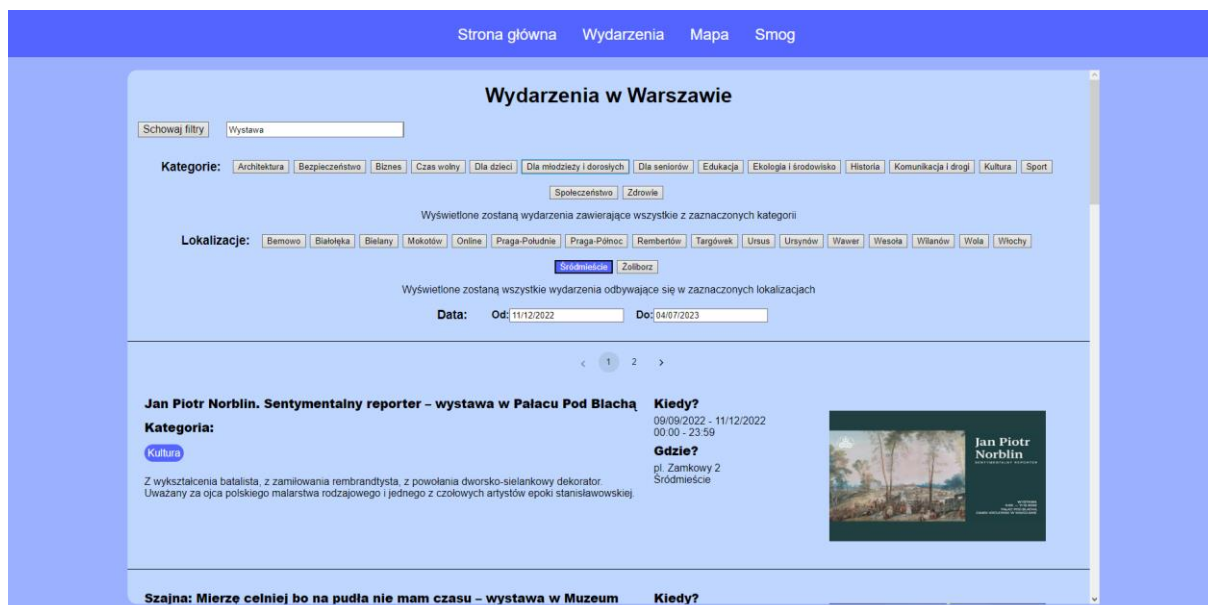 Strona główna Wydarzenia Mapa Smog
Wydarzenia w Warszawie
Schowaj filtry Wystawa
Kategorie: Architektura Bezpieczeństwo Biznes Czas wolny Dla dzieci Dla młodzieży i dorosłych Dla seniorów Edukacja Ekologia i środowisko Historia Komunikacja i drogi Kultura Sport
Społeczeństwo Zdrowie
Wyświetlone zostaną wydarzenia zawierające wszystkie z zaznaczonych kategorii
Lokalizacje: Bemowo Białołęka Bielany Mokotów Online Praga-Południe Praga-Północ Rembertów Targówek Ursus Ursynów Wawer Wesoła Wilanów Wola Włochy
Śródmieście Żoliborz
Wyświetlone zostaną wszystkie wydarzenia odbywające się w zaznaczonych lokalizacjach
Data: Od: 11/12/2022 Do: 04/07/2023
< 1 2 >
Jan Piotr Norblin. Sentymentalny reporter – wystawa w Pałacu Pod Blachą
Kategoria:
Kultura
Z wykształcenia batalista, z zamiłowania rembrandtysta, z powołania dworsko-sielankowy dekorator.
Uważany za ojca polskiego malarstwa rodzajowego i jednego z czołowych artystów epoki stanisławowskiej.
Kiedy?
09/09/2022 - 11/12/2022
00:00 - 23:59
Gdzie?
pl. Zamkowy 2
Śródmieście
Jan Piotr
Norblin
SENTYMENTALNY REPORTER
Szajna: Mierzę celniej bo na pudła nie mam czasu – wystawa w Muzeum
Kiedy?